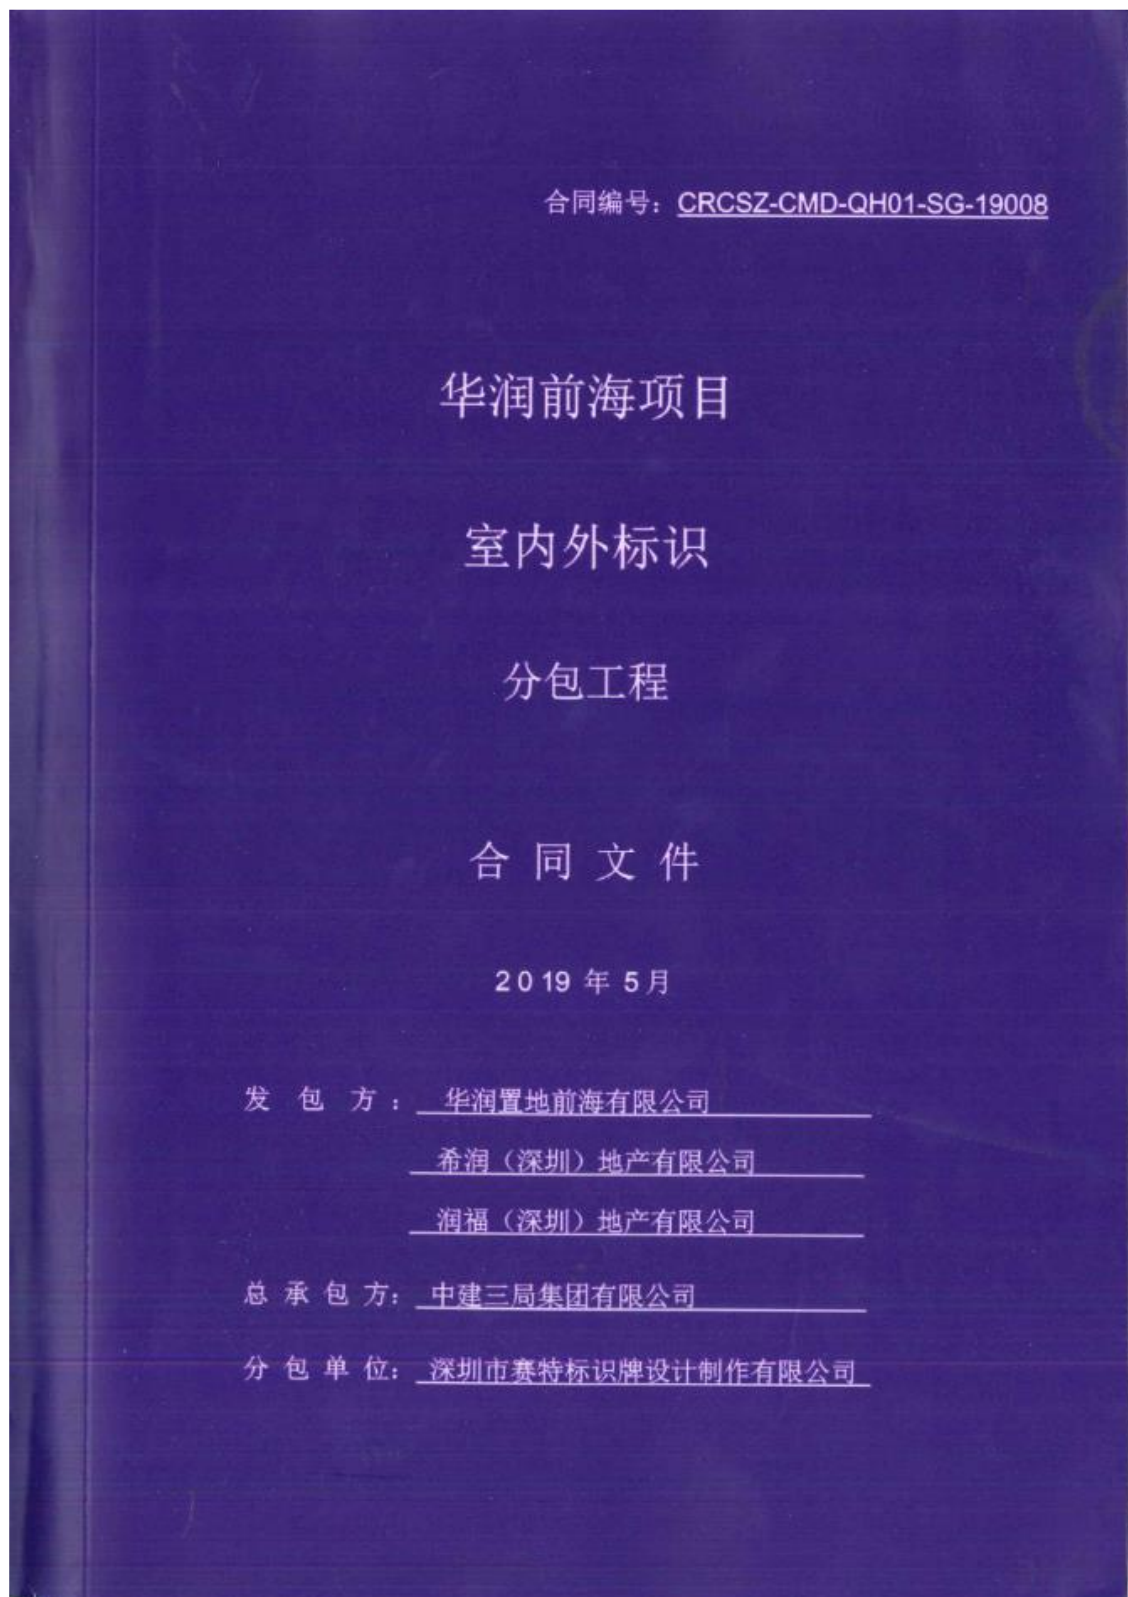 合同编号：CRCSZ-CMD-QH01-SG-19008
华润前海项目
室内外标识
分包工程
合同文件
2019年5月
发包方：华润置地前海有限公司
希润（深圳）地产有限公司
润福（深圳）地产有限公司
总承包方：中建三局集团有限公司
分包单位：深圳市赛特标识牌设计制作有限公司